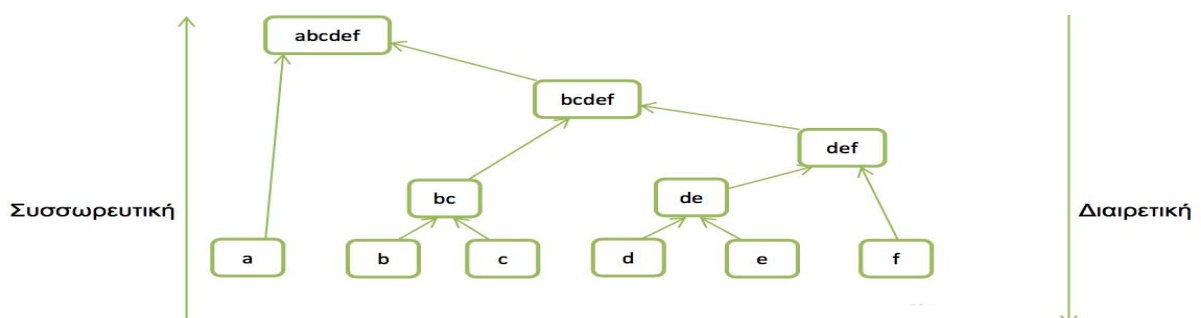 abcdef
bcdef
def
bc
de
Συσσωρευτική
Διαιρετική
a
b
c
d
e
f